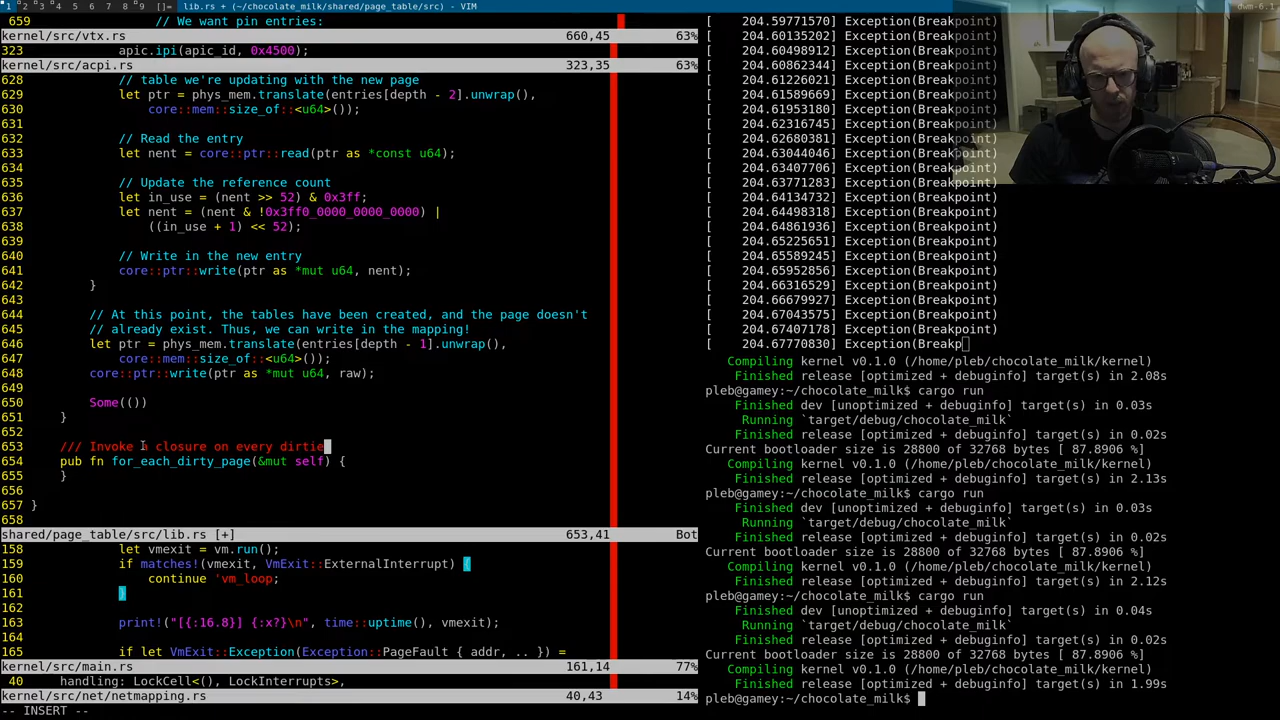 1 2 3 4 5 6 7 8 9 []= lib.rs + (~/chocolate_milk/shared/page_table/src) - VIM
dwm-6.1
659 // We want pin entries:
kernel/src/vtx.rs 660,45 63%
323 apic.ipi(apic_id, 0x4500);
kernel/src/acpi.rs 323,35 63%
628 // table we're updating with the new page
629 let ptr = phys_mem.translate(entries[depth - 2].unwrap(),
630 core::mem::size_of::<u64>());
631
632 // Read the entry
633 let nent = core::ptr::read(ptr as *const u64);
634
635 // Update the reference count
636 let in_use = (nent >> 52) & 0x3ff;
637 let nent = (nent & !0x3ff0_0000_0000_0000) |
638 ((in_use + 1) << 52);
639
640 // Write in the new entry
641 core::ptr::write(ptr as *mut u64, nent);
642 }
643
644 // At this point, the tables have been created, and the page doesn't
645 // already exist. Thus, we can write in the mapping!
646 let ptr = phys_mem.translate(entries[depth - 1].unwrap(),
647 core::mem::size_of::<u64>());
648 core::ptr::write(ptr as *mut u64, raw);
649
650 Some(())
651 }
652
653 /// Invoke a closure on every dirtie
654 pub fn for_each_dirty_page(&mut self) {
655 }
656
657 }
658
shared/page_table/src/lib.rs [+] 653,41 Bot
158 let vmexit = vm.run();
159 if matches!(vmexit, VmExit::ExternalInterrupt) {
160 continue 'vm_loop;
161 }
162
163 print!("[{:16.8}] {:x?}\n", time::uptime(), vmexit);
164
165 if let VmExit::Exception(Exception::PageFault { addr, .. }) =
kernel/src/main.rs 161,14 77%
40 handling: LockCell<(), LockInterrupts>,
kernel/src/net/netmapping.rs 40,43 14%
-- INSERT --
[ 204.59771570] Exception(Breakpoint)
[ 204.60135202] Exception(Breakpoint)
[ 204.60498912] Exception(Breakpoint)
[ 204.60862344] Exception(Breakpoint)
[ 204.61226021] Exception(Breakpoint)
[ 204.61589669] Exception(Breakpoint)
[ 204.61953180] Exception(Breakpoint)
[ 204.62316745] Exception(Breakpoint)
[ 204.62680381] Exception(Breakpoint)
[ 204.63044046] Exception(Breakpoint)
[ 204.63407706] Exception(Breakpoint)
[ 204.63771283] Exception(Breakpoint)
[ 204.64134732] Exception(Breakpoint)
[ 204.64498318] Exception(Breakpoint)
[ 204.64861936] Exception(Breakpoint)
[ 204.65225651] Exception(Breakpoint)
[ 204.65589245] Exception(Breakpoint)
[ 204.65952856] Exception(Breakpoint)
[ 204.66316529] Exception(Breakpoint)
[ 204.66679927] Exception(Breakpoint)
[ 204.67043575] Exception(Breakpoint)
[ 204.67407178] Exception(Breakpoint)
[ 204.67770830] Exception(Breakp
Compiling kernel v0.1.0 (/home/pleb/chocolate_milk/kernel)
Finished release [optimized + debuginfo] target(s) in 2.08s
pleb@gamey:~/chocolate_milk$ cargo run
Finished dev [unoptimized + debuginfo] target(s) in 0.03s
Running `target/debug/chocolate_milk`
Finished release [optimized + debuginfo] target(s) in 0.02s
Current bootloader size is 28800 of 32768 bytes [ 87.8906 %]
Compiling kernel v0.1.0 (/home/pleb/chocolate_milk/kernel)
Finished release [optimized + debuginfo] target(s) in 2.13s
pleb@gamey:~/chocolate_milk$ cargo run
Finished dev [unoptimized + debuginfo] target(s) in 0.03s
Running `target/debug/chocolate_milk`
Finished release [optimized + debuginfo] target(s) in 0.02s
Current bootloader size is 28800 of 32768 bytes [ 87.8906 %]
Compiling kernel v0.1.0 (/home/pleb/chocolate_milk/kernel)
Finished release [optimized + debuginfo] target(s) in 2.12s
pleb@gamey:~/chocolate_milk$ cargo run
Finished dev [unoptimized + debuginfo] target(s) in 0.04s
Running `target/debug/chocolate_milk`
Finished release [optimized + debuginfo] target(s) in 0.02s
Current bootloader size is 28800 of 32768 bytes [ 87.8906 %]
Compiling kernel v0.1.0 (/home/pleb/chocolate_milk/kernel)
Finished release [optimized + debuginfo] target(s) in 1.99s
pleb@gamey:~/chocolate_milk$